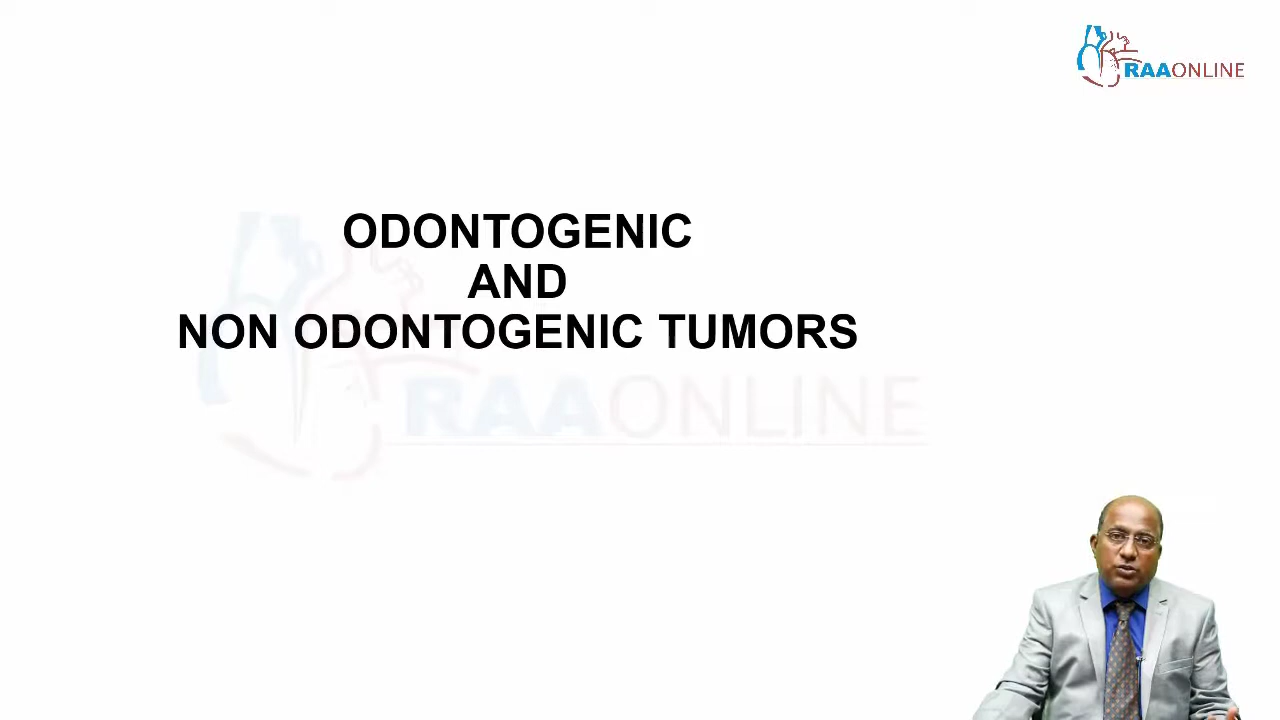 RAAONLINE
ODONTOGENIC
AND
NON ODONTOGENIC TUMORS
RAAONLINE